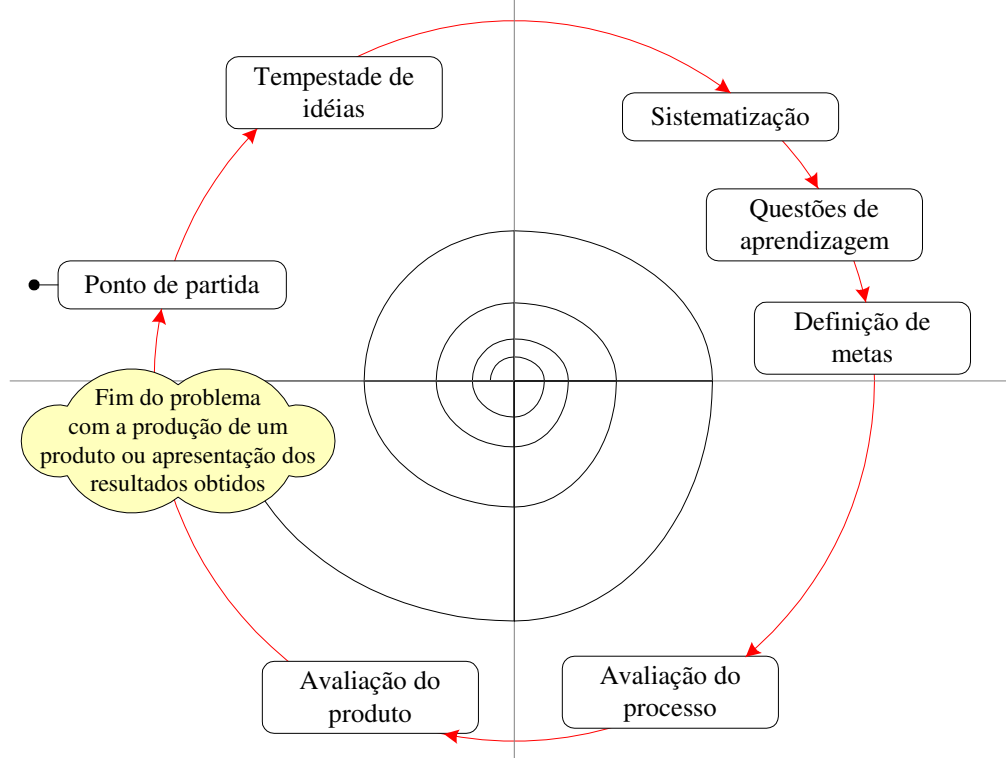 Tempestade de
idéias
Sistematização
Questões de
aprendizagem
Ponto de partida
Definição de
metas
Fim do problema
com a produção de um
produto ou apresentação dos
resultados obtidos
Avaliação do
produto
Avaliação do
processo